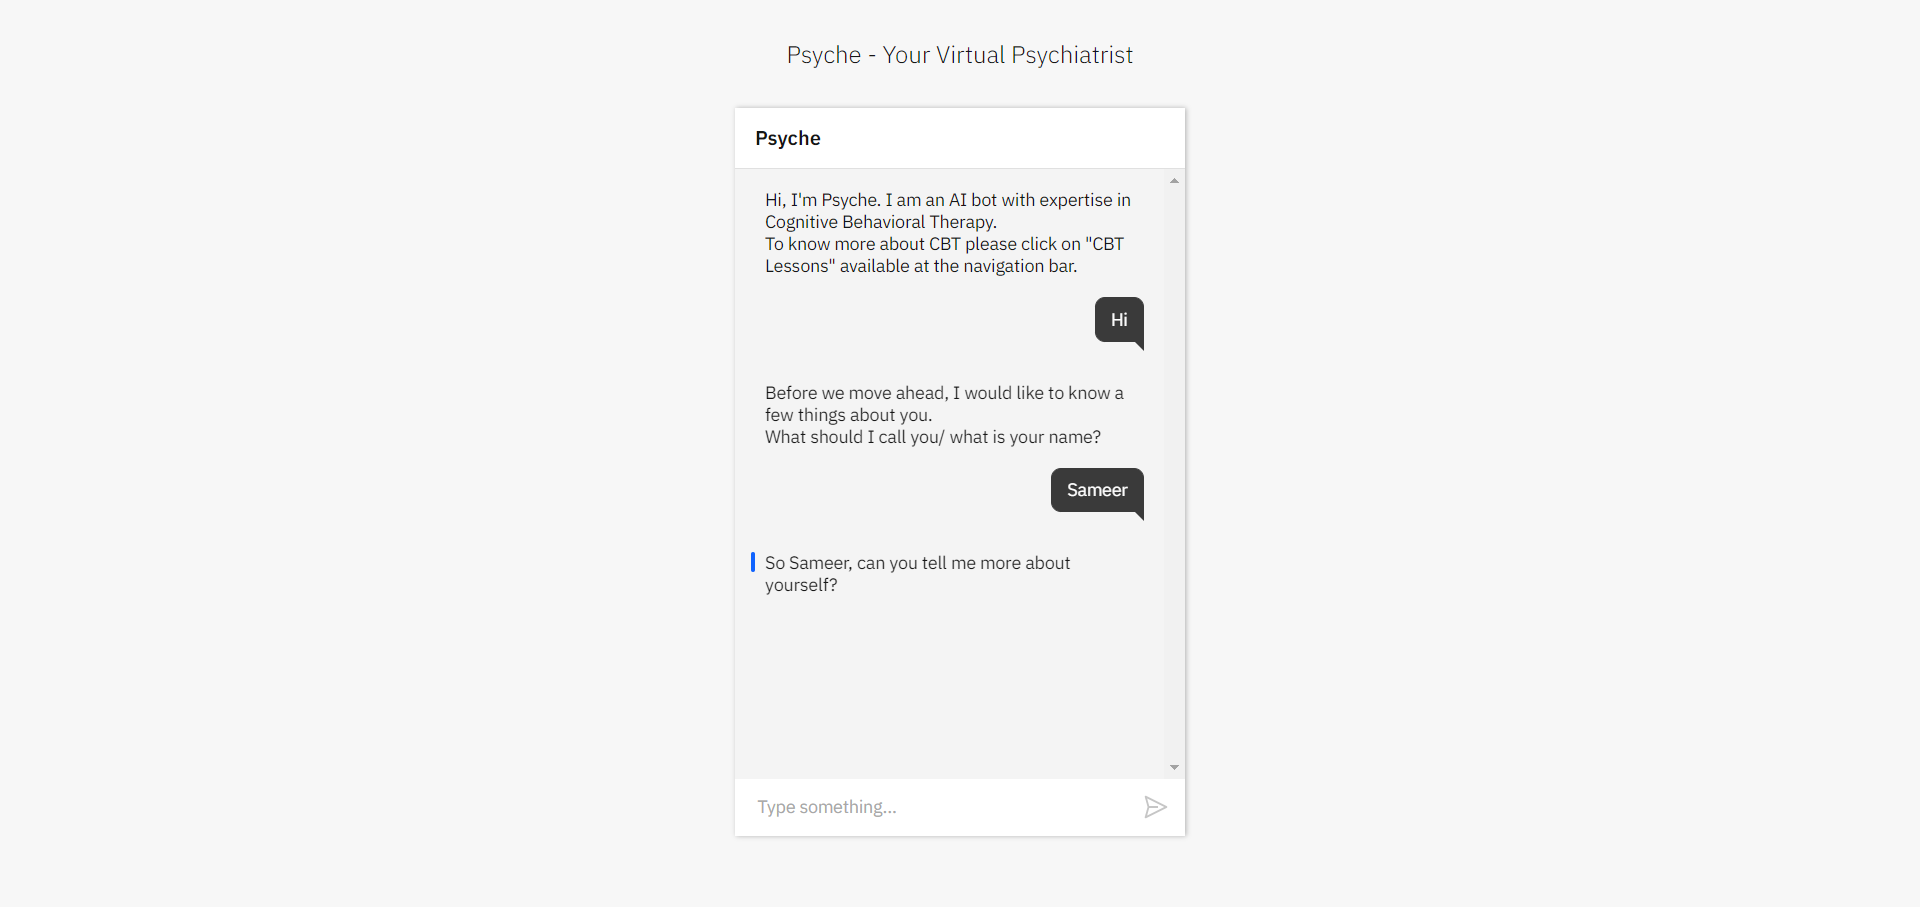 Psyche - Your Virtual Psychiatrist
Psyche
Hi, I'm Psyche. I am an AI bot with expertise in
Cognitive Behavioral Therapy.
To know more about CBT please click on "CBT
Lessons" available at the navigation bar.
Hi
Before we move ahead, I would like to know a
few things about you.
What should I call you/ what is your name?
Sameer
So Sameer, can you tell me more about
yourself?
Type something...